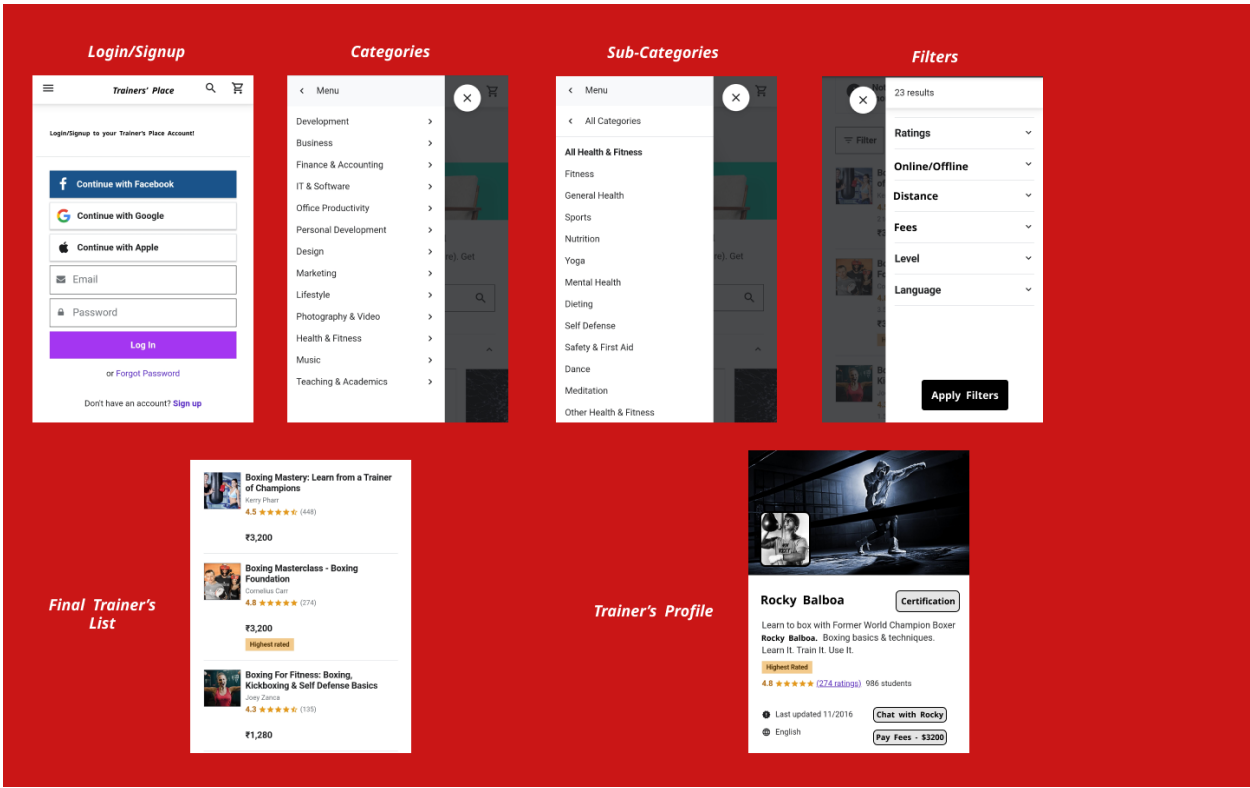 Login/Signup
Trainers' Place
Login/Signup to your Trainer's Place Account!
Continue with Facebook
Continue with Google
Continue with Apple
Email
Password
Log In
or Forgot Password
Don't have an account? Sign up
Categories
Menu
Development
Business
Finance & Accounting
IT & Software
Office Productivity
Personal Development
Design
Marketing
Lifestyle
Photography & Video
Health & Fitness
Music
Teaching & Academics
re). Get
Sub-Categories
Menu
All Categories
All Health & Fitness
Fitness
General Health
Sports
Nutrition
Yoga
Mental Health
Dieting
Self Defense
Safety & First Aid
Dance
Meditation
Other Health & Fitness
re). Get
Filters
23 results
Filter
Ratings
Online/Offline
Distance
Fees
Level
Language
Apply Filters
Final Trainer's
List
Boxing Mastery: Learn from a Trainer
of Champions
Kerry Pharr
4.5 (448)
₹3,200
Boxing Masterclass - Boxing
Foundation
Cornelius Carr
4.8 (274)
₹3,200
Highest rated
Boxing For Fitness: Boxing,
Kickboxing & Self Defense Basics
Joey Zanca
4.3 (135)
₹1,280
Trainer's Profile
Rocky Balboa
Certification
Learn to box with Former World Champion Boxer
Rocky Balboa. Boxing basics & techniques.
Learn It. Train It. Use It.
Highest Rated
4.8 (274 ratings) 986 students
Last updated 11/2016
Chat with Rocky
English
Pay Fees - $3200